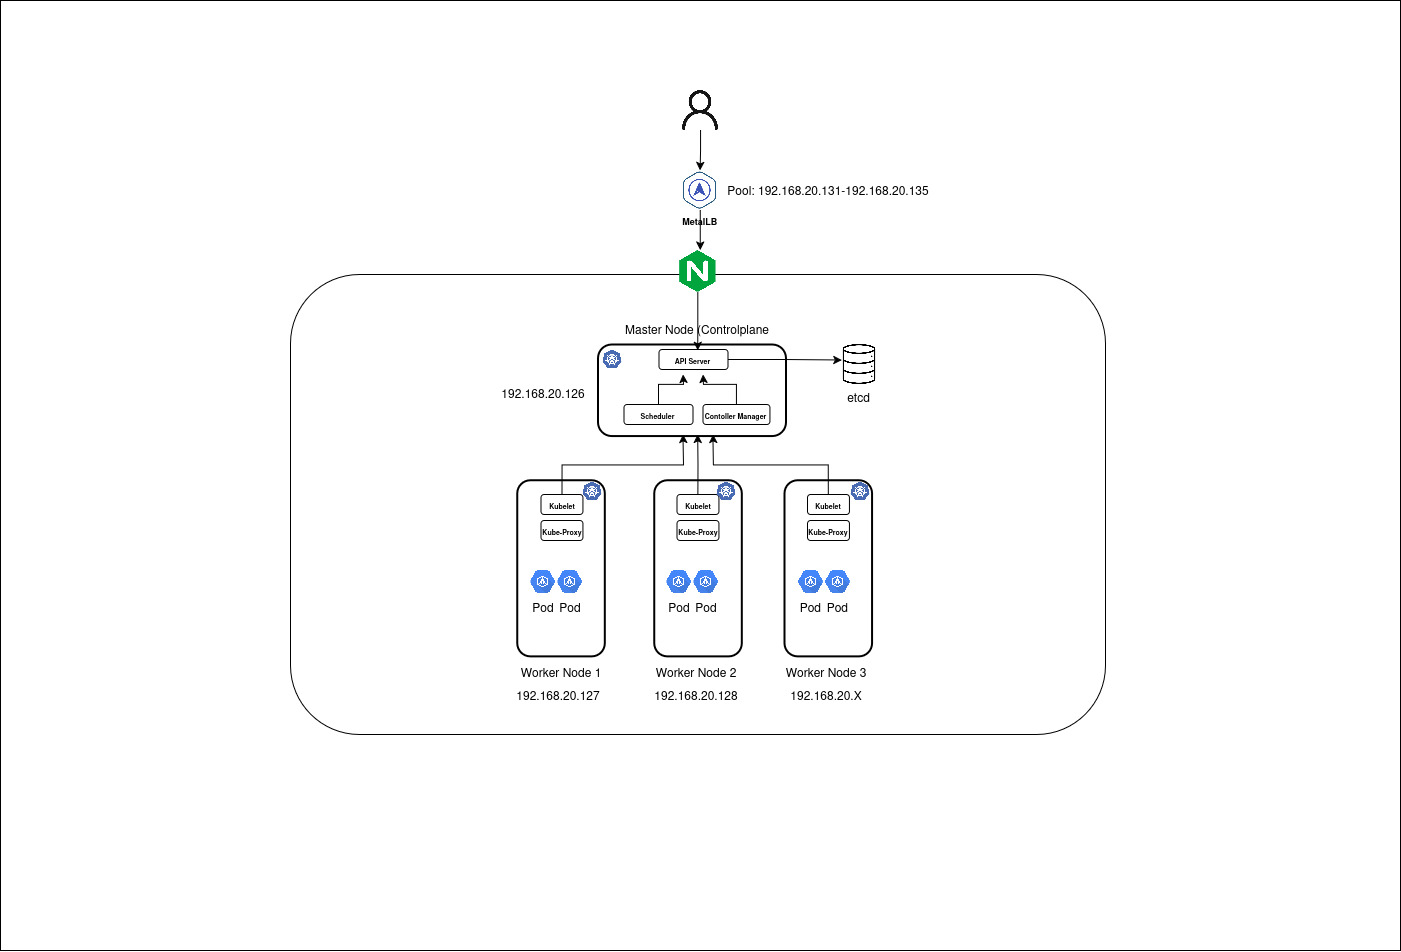 Pool: 192.168.20.131-192.168.20.135
MetalLB
N
Master Node (Controlplane
API Server
192.168.20.126
etcd
Scheduler
Contoller Manager
Kubelet
Kubelet
Kubelet
Kube-Proxy
Kube-Proxy
Kube-Proxy
Pod Pod
Pod Pod
Pod Pod
Worker Node 1
Worker Node 2
Worker Node 3
192.168.20.127
192.168.20.128
192.168.20.X